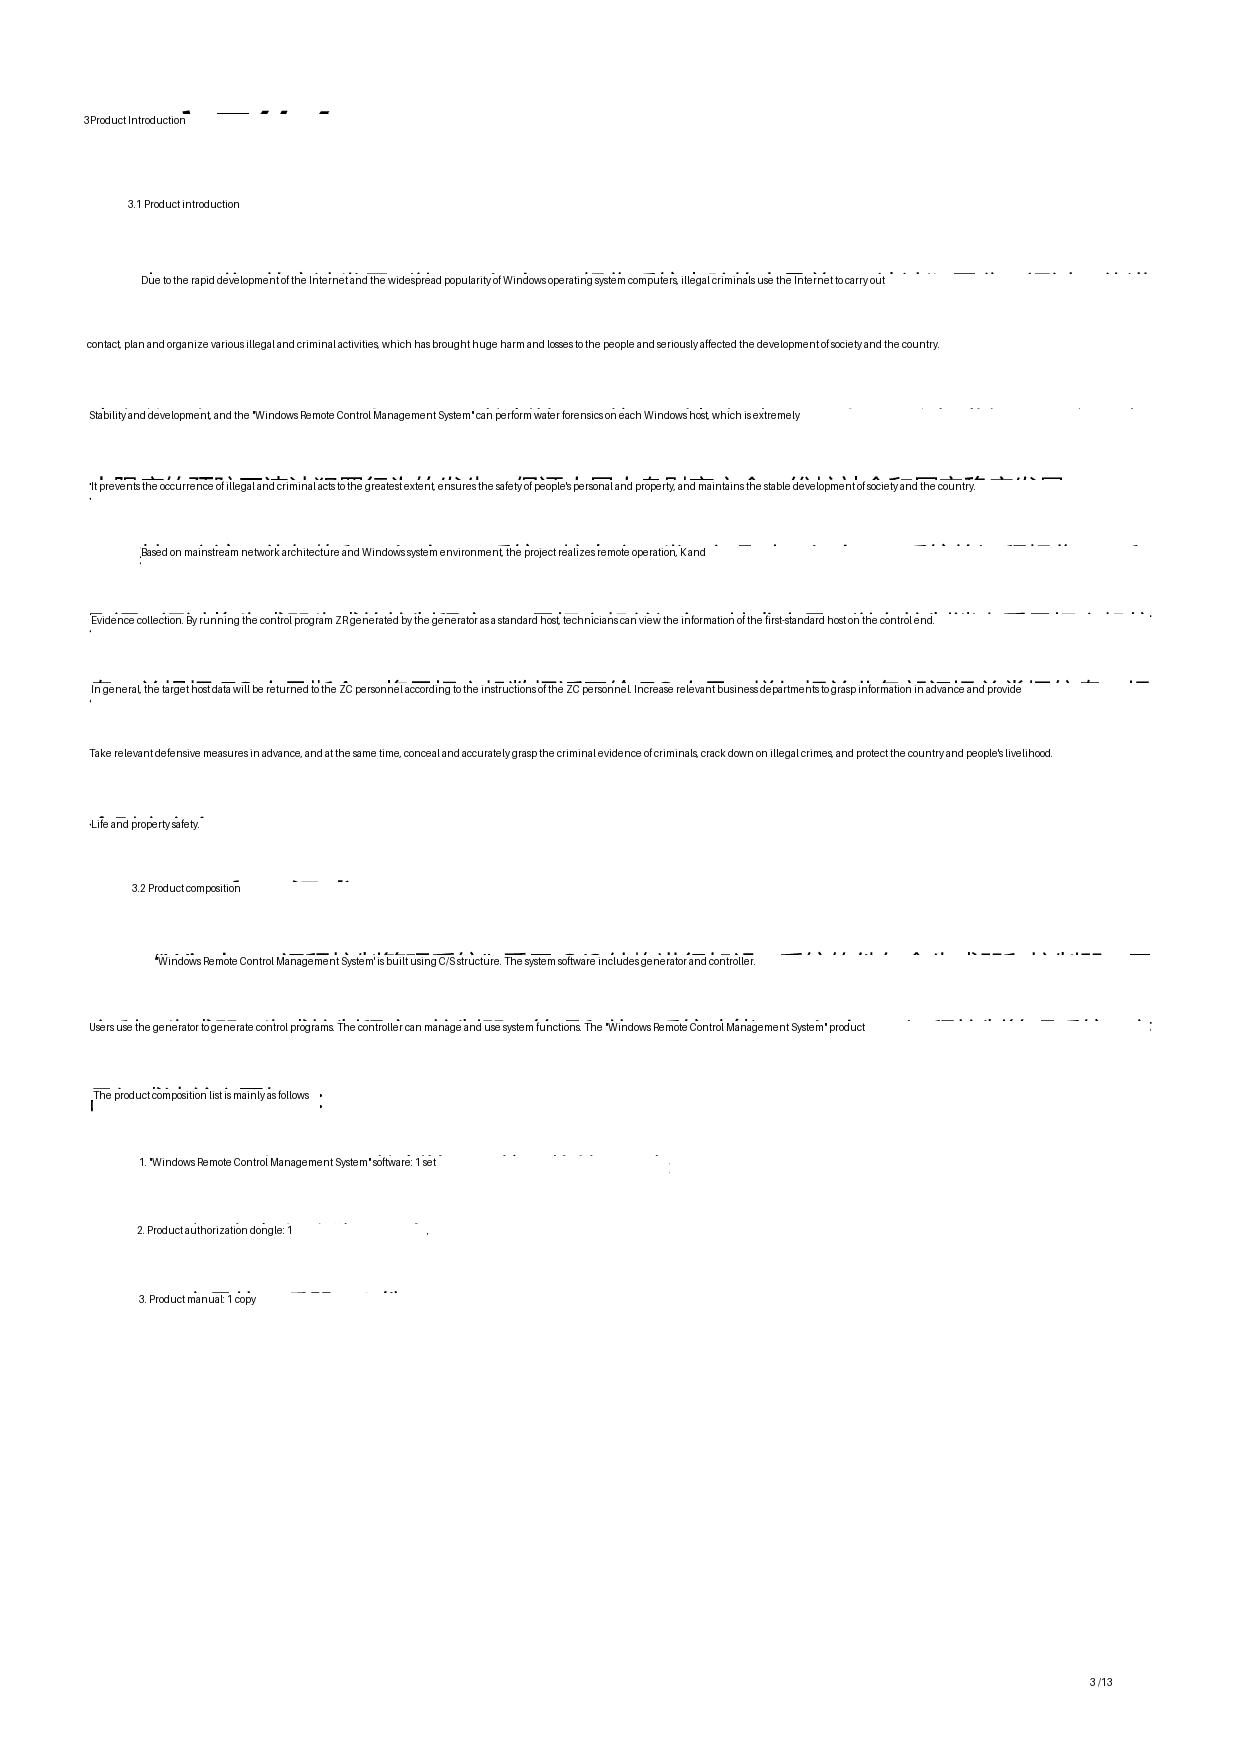 3Product Introduction
3.1 Product introduction
Due to the rapid development of the Internet and the widespread popularity of Windows operating system computers, illegal criminals use the Internet to carry out
contact, plan and organize various illegal and criminal activities, which has brought huge harm and losses to the people and seriously affected the development of society and the country.
Stability and development, and the "Windows Remote Control Management System" can perform water forensics on each Windows host, which is extremely
It prevents the occurrence of illegal and criminal acts to the greatest extent, ensures the safety of people's personal and property, and maintains the stable development of society and the country.
Based on mainstream network architecture and Windows system environment, the project realizes remote operation, K and
Evidence collection. By running the control program ZR generated by the generator as a standard host, technicians can view the information of the first-standard host on the control end.
In general, the target host data will be returned to the ZC personnel according to the instructions of the ZC personnel. Increase relevant business departments to grasp information in advance and provide
Take relevant defensive measures in advance, and at the same time, conceal and accurately grasp the criminal evidence of criminals, crack down on illegal crimes, and protect the country and people's livelihood.
Life and property safety.
3.2 Product composition
"Windows Remote Control Management System' is built using C/S structure. The system software includes generator and controller.
Users use the generator to generate control programs. The controller can manage and use system functions. The "Windows Remote Control Management System" product
The product composition list is mainly as follows :
1. "Windows Remote Control Management System" software: 1 set
2. Product authorization dongle: 1
3. Product manual: 1 copy
3 /13